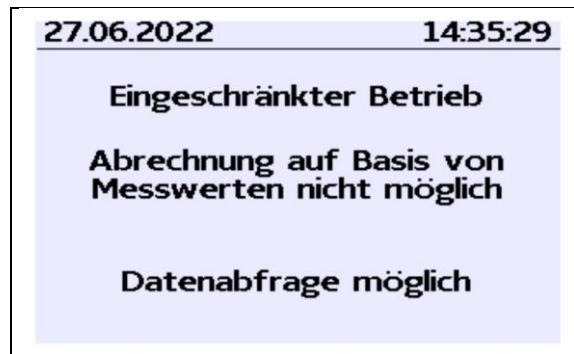 27.06.2022 14:35:29
Eingeschränkter Betrieb
Abrechnung auf Basis von
Messwerten nicht möglich
Datenabfrage möglich